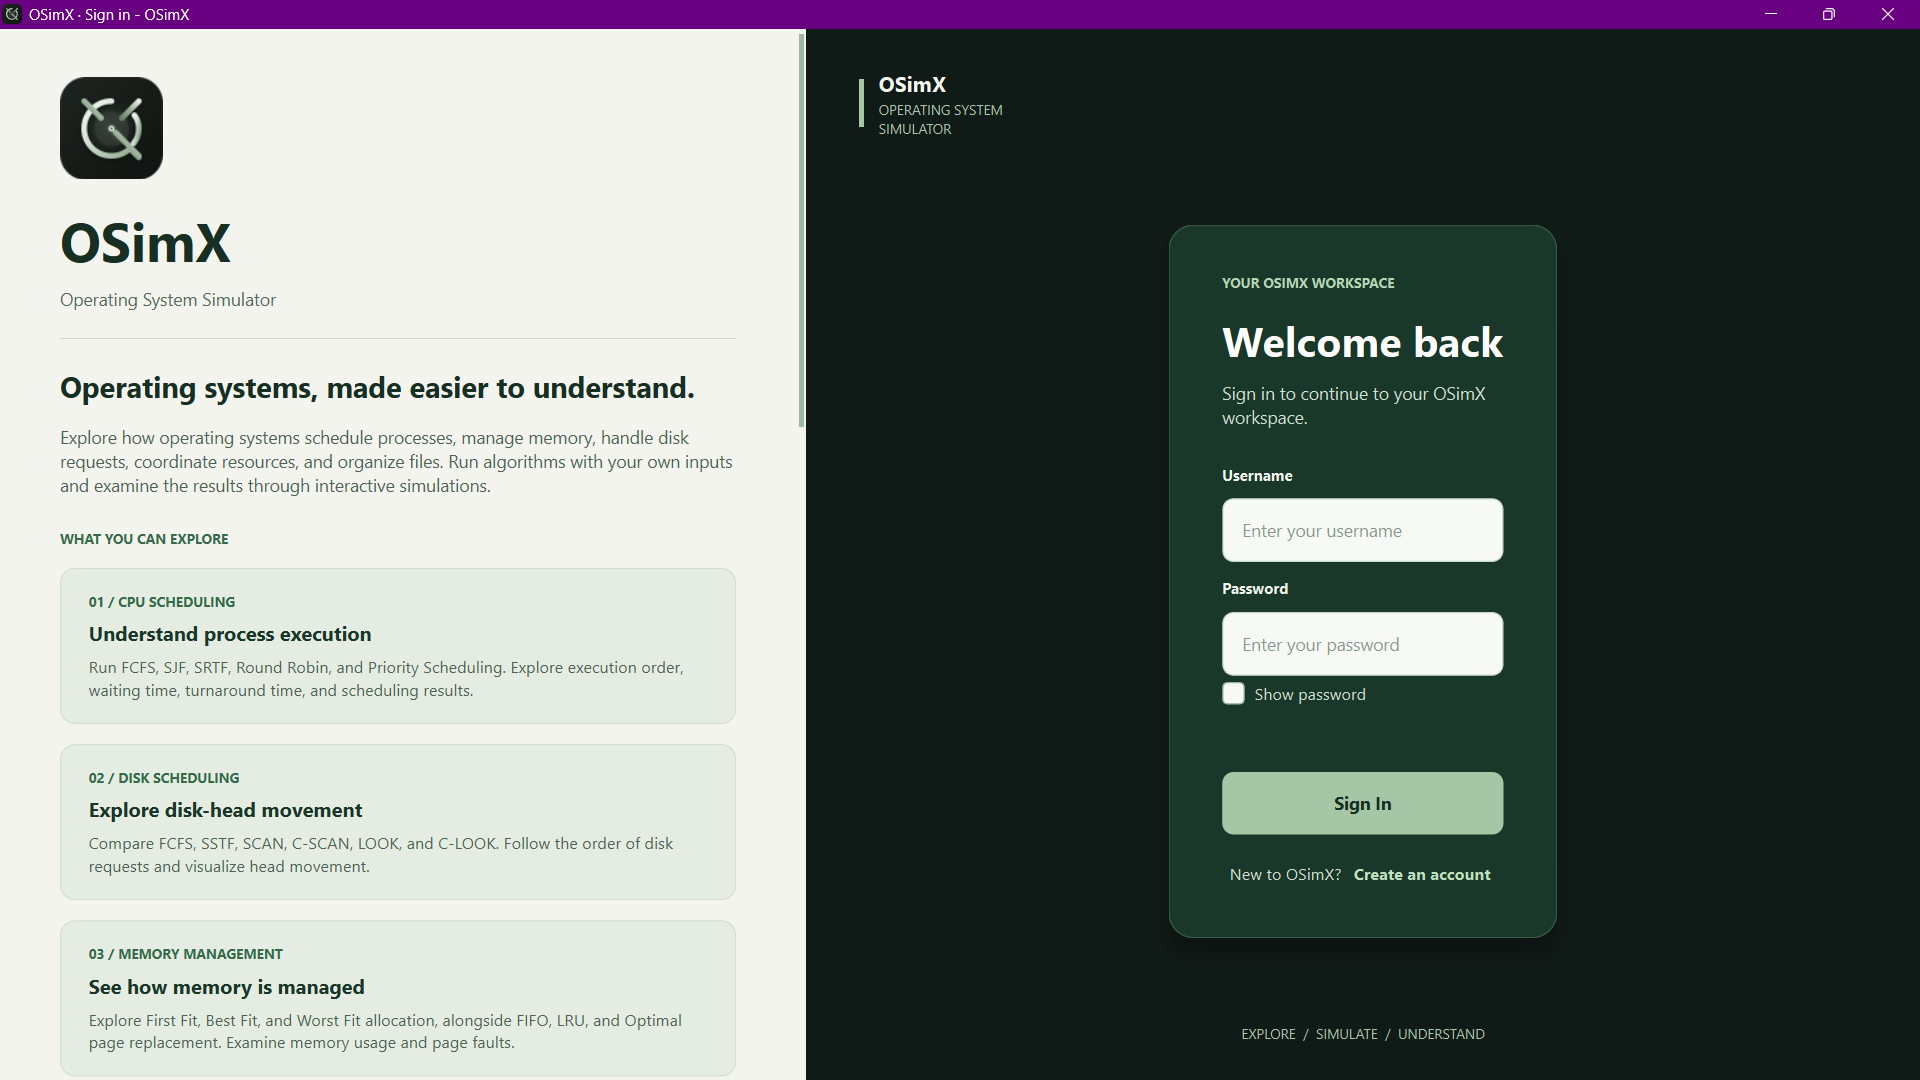 OSimX · Sign in - OSimX
OSimX
Operating System Simulator
Operating systems, made easier to understand.
Explore how operating systems schedule processes, manage memory, handle disk
requests, coordinate resources, and organize files. Run algorithms with your own inputs
and examine the results through interactive simulations.
WHAT YOU CAN EXPLORE
01 / CPU SCHEDULING
Understand process execution
Run FCFS, SJF, SRTF, Round Robin, and Priority Scheduling. Explore execution order,
waiting time, turnaround time, and scheduling results.
02 / DISK SCHEDULING
Explore disk-head movement
Compare FCFS, SSTF, SCAN, C-SCAN, LOOK, and C-LOOK. Follow the order of disk
requests and visualize head movement.
03 / MEMORY MANAGEMENT
See how memory is managed
Explore First Fit, Best Fit, and Worst Fit allocation, alongside FIFO, LRU, and Optimal
page replacement. Examine memory usage and page faults.
OSimX
OPERATING SYSTEM
SIMULATOR
YOUR OSIMX WORKSPACE
Welcome back
Sign in to continue to your OSimX
workspace.
Username
Enter your username
Password
Enter your password
Show password
Sign In
New to OSimX? Create an account
EXPLORE / SIMULATE / UNDERSTAND